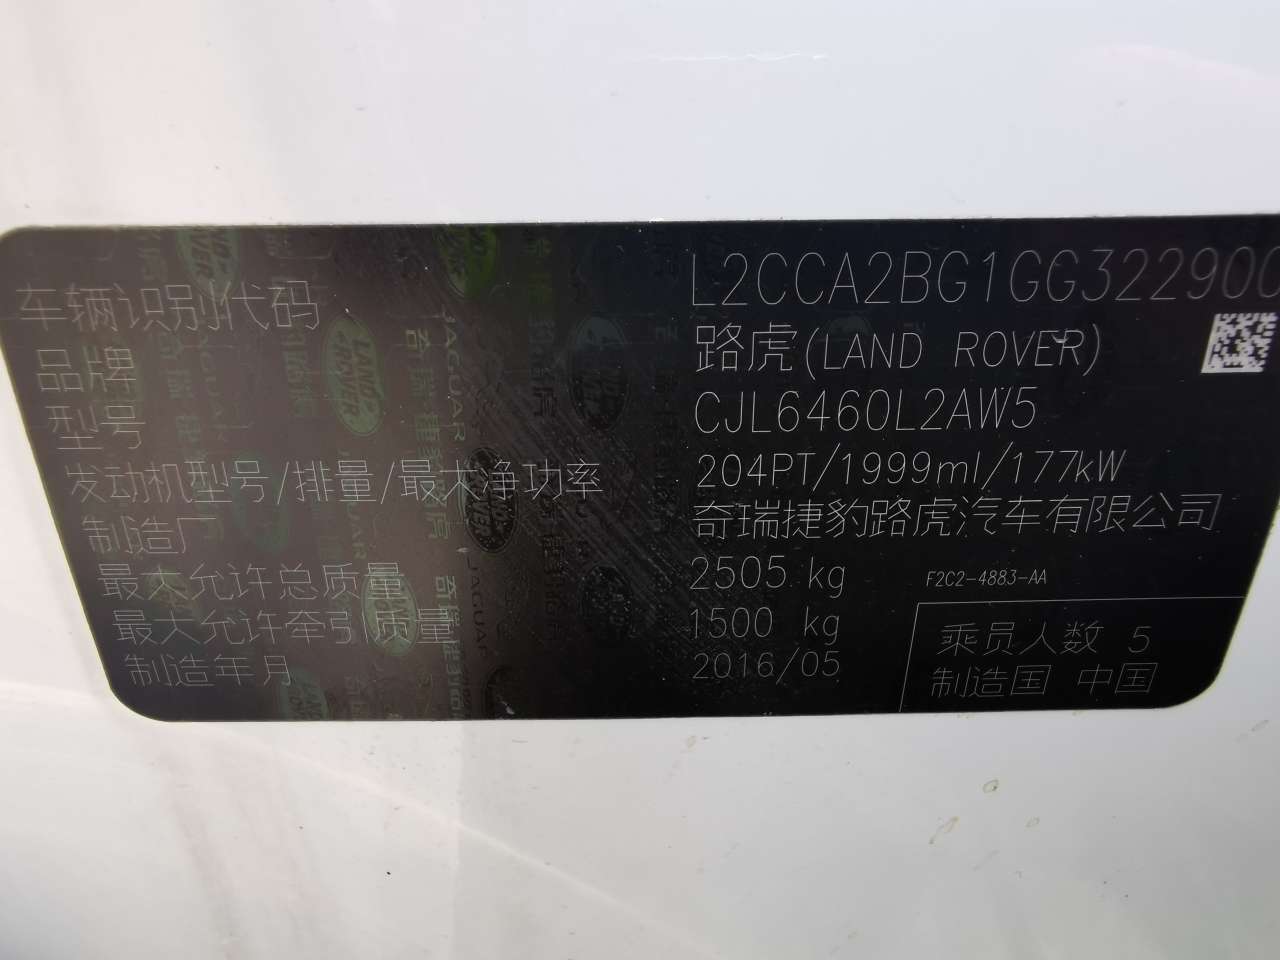 车辆识别代码 L2CCA2BG1GG32290
品牌 路虎(LAND ROVER)
型号 CJL6460L2AW5
发动机型号/排量/最大净功率 204PT/1999ml/177kW
制造厂 奇瑞捷豹路虎汽车有限公司
最大允许总质量 2505 kg F2C2-4883-AA
最大允许牵引质量 1500 kg
乘员人数 5
制造年月 2016/05
制造国 中国